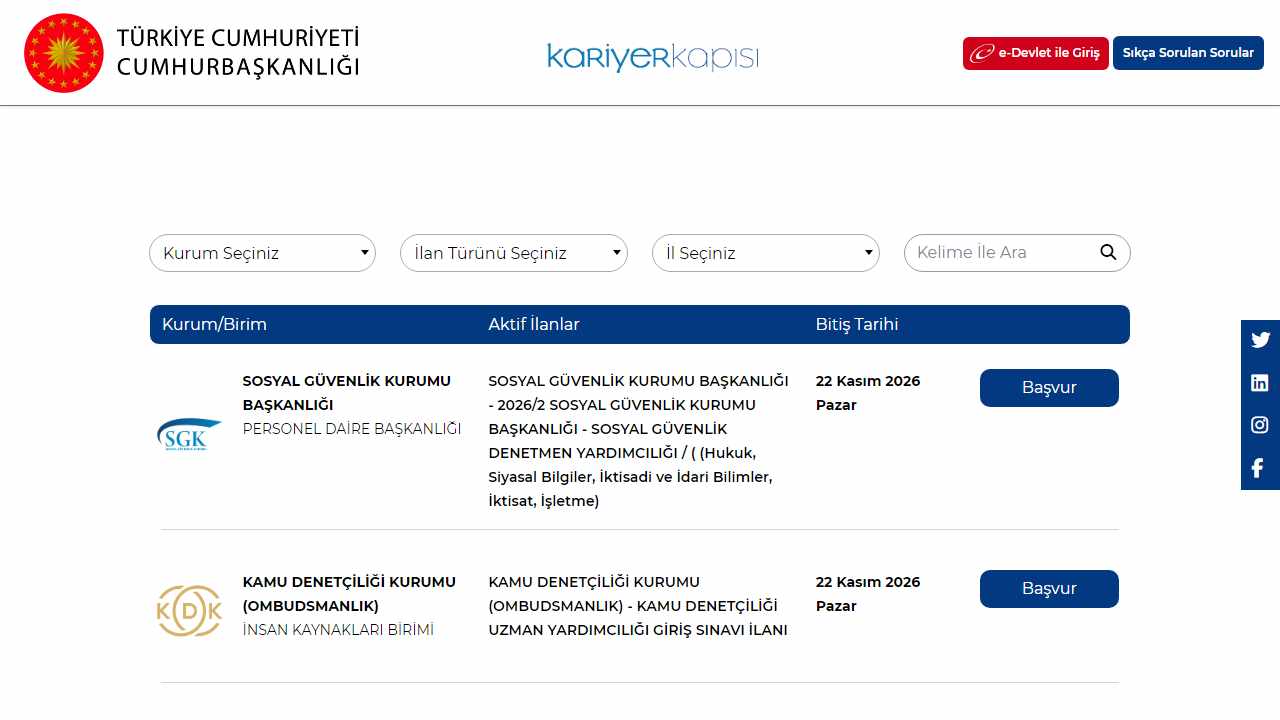 TÜRKİYE CUMHURİYETİ
CUMHURBAŞKANLIĞI
kariyerkapısı
e-Devlet ile Giriş
Sıkça Sorulan Sorular
Kurum Seçiniz
İlan Türünü Seçiniz
İl Seçiniz
Kelime İle Ara
Kurum/Birim
Aktif İlanlar
Bitiş Tarihi
SGK
SOSYAL GÜVENLİK KURUMU
BAŞKANLIĞI
PERSONEL DAİRE BAŞKANLIĞI
SOSYAL GÜVENLİK KURUMU BAŞKANLIĞI
- 2026/2 SOSYAL GÜVENLİK KURUMU
BAŞKANLIĞI - SOSYAL GÜVENLİK
DENETMEN YARDIMCILIĞI / ( (Hukuk,
Siyasal Bilgiler, İktisadi ve İdari Bilimler,
İktisat, İşletme)
22 Kasım 2026
Pazar
Başvur
KDK
KAMU DENETÇİLİĞİ KURUMU
(OMBUDSMANLIK)
İNSAN KAYNAKLARI BİRİMİ
KAMU DENETÇİLİĞİ KURUMU
(OMBUDSMANLIK) - KAMU DENETÇİLİĞİ
UZMAN YARDIMCILIĞI GİRİŞ SINAVI İLANI
22 Kasım 2026
Pazar
Başvur